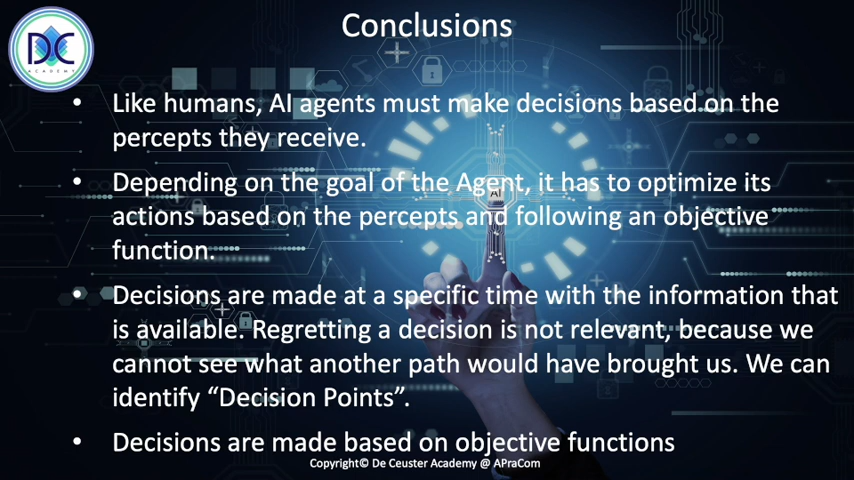 Conclusions
DC
ACADEMY
• Like humans, AI agents must make decisions based on the
percepts they receive.
• Depending on the goal of the Agent, it has to optimize its
actions based on the percepts and following an objective
function.
• Decisions are made at a specific time with the information that
is available. Regretting a decision is not relevant, because we
cannot see what another path would have brought us. We can
identify “Decision Points”.
• Decisions are made based on objective functions
Copyright© De Ceuster Academy @ APraCom
AI